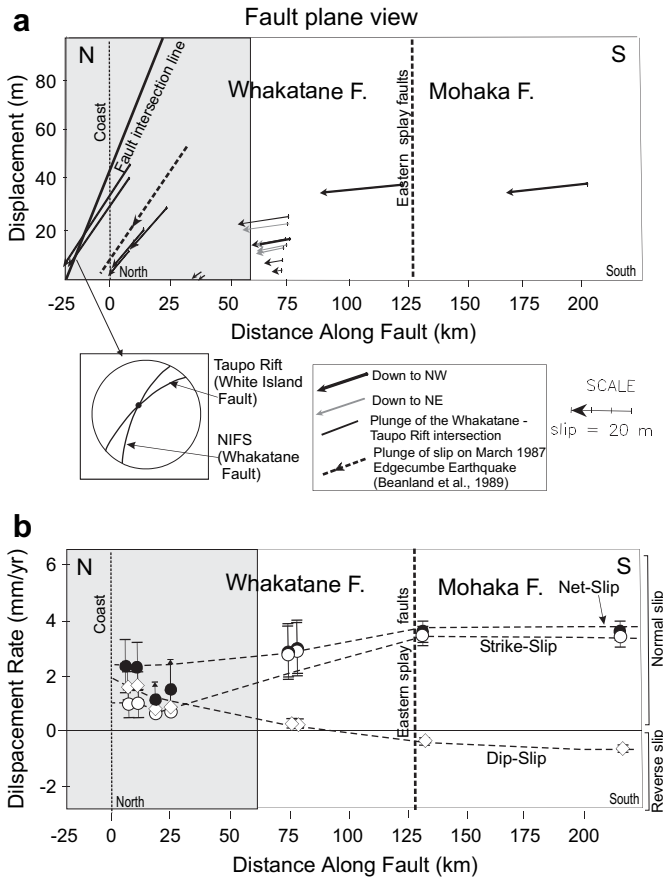 a
Fault plane view
N
S
Whakatane F.
Mohaka F.
Coast
Fault intersection line
Eastern splay faults
Displacement (m)
80
60
40
20
North
South
-25
0
25
50
75
100
125
150
175
200
Distance Along Fault (km)
Taupo Rift
(White Island
Fault)
NIFS
(Whakatane
Fault)
Down to NW
Down to NE
Plunge of the Whakatane -
Taupo Rift intersection
Plunge of slip on March 1987
Edgecumbe Earthquake
(Beanland et al., 1989)
SCALE
slip = 20 m
b
N
S
Whakatane F.
Mohaka F.
Coast
Eastern splay faults
Net-Slip
Strike-Slip
Dip-Slip
Normal slip
Reverse slip
Dilspacement Rate (mm/yr)
6
4
2
0
-2
North
South
-25
0
25
50
75
100
125
150
175
200
Distance Along Fault (km)